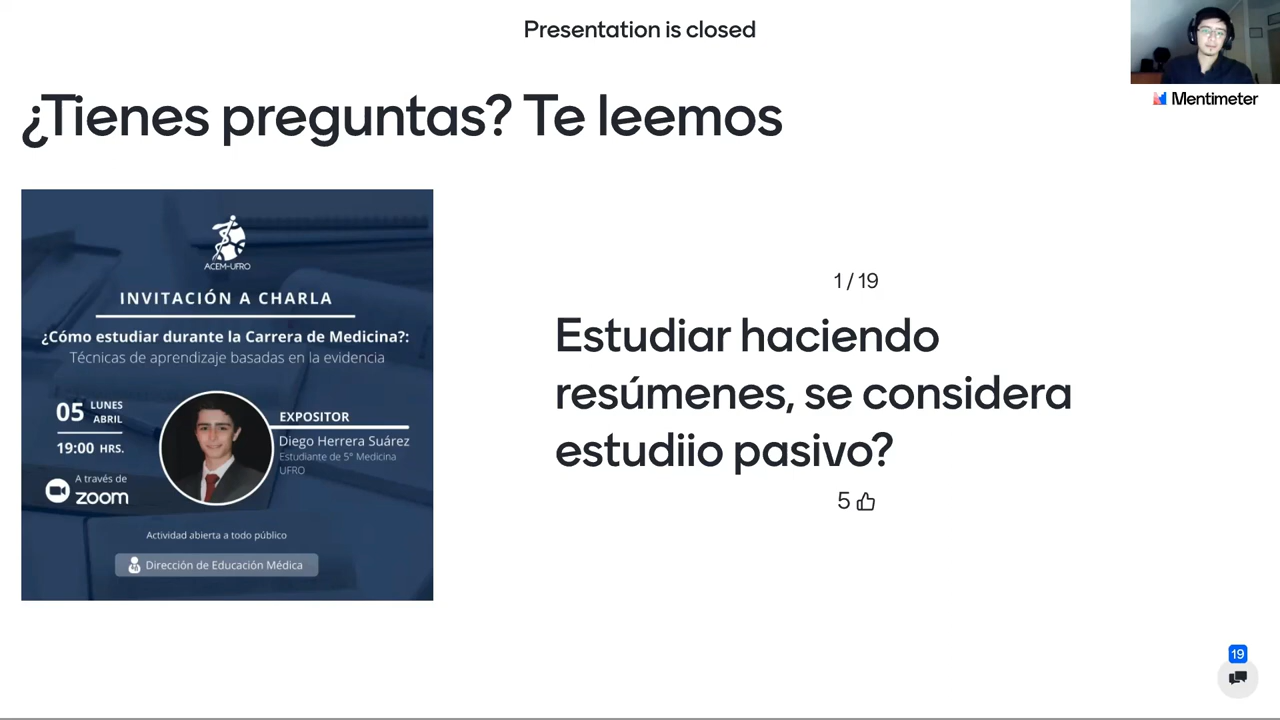 Presentation is closed
Mentimeter
¿Tienes preguntas? Te leemos
ACEM-UFRO
INVITACIÓN A CHARLA
¿Cómo estudiar durante la Carrera de Medicina?:
Técnicas de aprendizaje basadas en la evidencia
05 LUNES
ABRIL
19:00 HRS.
A través de
zoom
EXPOSITOR
Diego Herrera Suárez
Estudiante de 5° Medicina
UFRO
Actividad abierta a todo público
Dirección de Educación Médica
1 / 19
Estudiar haciendo
resúmenes, se considera
estudiio pasivo?
5
19